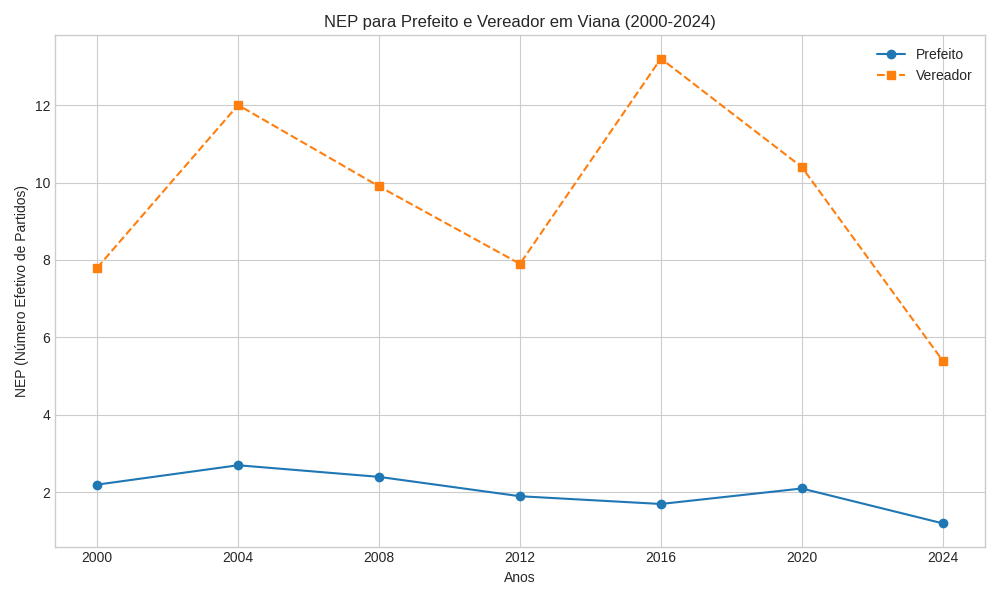 NEP para Prefeito e Vereador em Viana (2000-2024)
Prefeito
Vereador
NEP (Número Efetivo de Partidos)
12
10
8
6
4
2
2000 2004 2008 2012 2016 2020 2024
Anos